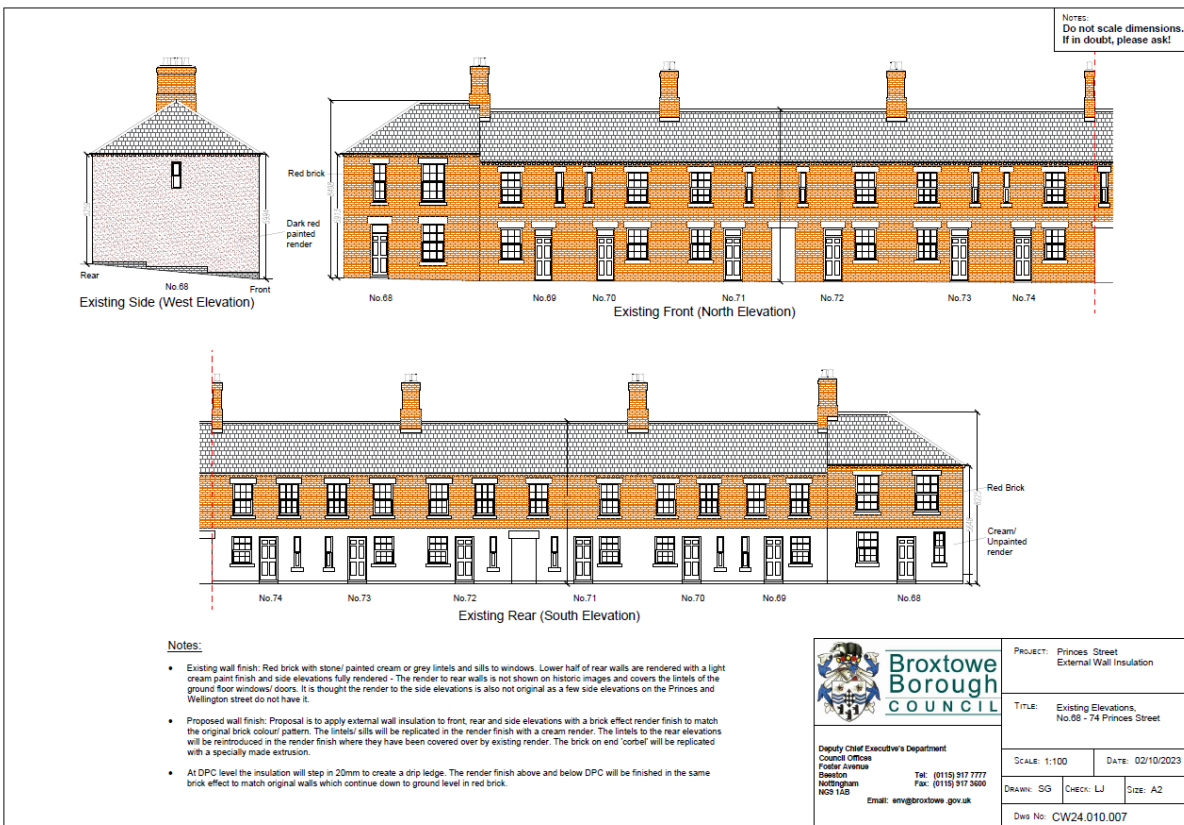 NOTES:
Do not scale dimensions.
If in doubt, please ask!
Red brick
Dark red
painted
render
Rear
No.68
Front
Existing Side (West Elevation)
No.68
No.69
No.70
No.71
No.72
No.73
No.74
Existing Front (North Elevation)
Red Brick
Cream/
Unpainted
render
No.74
No.73
No.72
No.71
No.70
No.69
No.68
Existing Rear (South Elevation)
Notes:
• Existing wall finish: Red brick with stone/ painted cream or grey lintels and sills to windows. Lower half of rear walls are rendered with a light
cream paint finish and side elevations fully rendered - The render to rear walls is not shown on historic images and covers the lintels of the
ground floor windows/ doors. It is thought the render to the side elevations is also not original as a few side elevations on the Princes and
Wellington street do not have it.
• Proposed wall finish: Proposal is to apply external wall insulation to front, rear and side elevations with a brick effect render finish to match
the original brick colour/ pattern. The lintels/ sills will be replicated in the render finish with a cream render. The lintels to the rear elevations
will be reintroduced in the render finish where they have been covered over by existing render. The brick on end 'corbel' will be replicated
with a specially made extrusion.
• At DPC level the insulation will step in 20mm to create a drip ledge. The render finish above and below DPC will be finished in the same
brick effect to match original walls which continue down to ground level in red brick.
Broxtowe
Borough
COUNCIL
Deputy Chief Executive's Department
Council Offices
Foster Avenue
Beeston
Nottingham
NG9 1AB
Tel: (0115) 917 7777
Fax: (0115) 917 3600
Email: env@broxtowe .gov.uk
PROJECT: Princes Street
External Wall Insulation
TITLE: Existing Elevations,
No.68 - 74 Princes Street
SCALE: 1:100
DATE: 02/10/2023
DRAWN: SG
CHECK: LJ
SIZE: A2
DWG NO: CW24.010.007